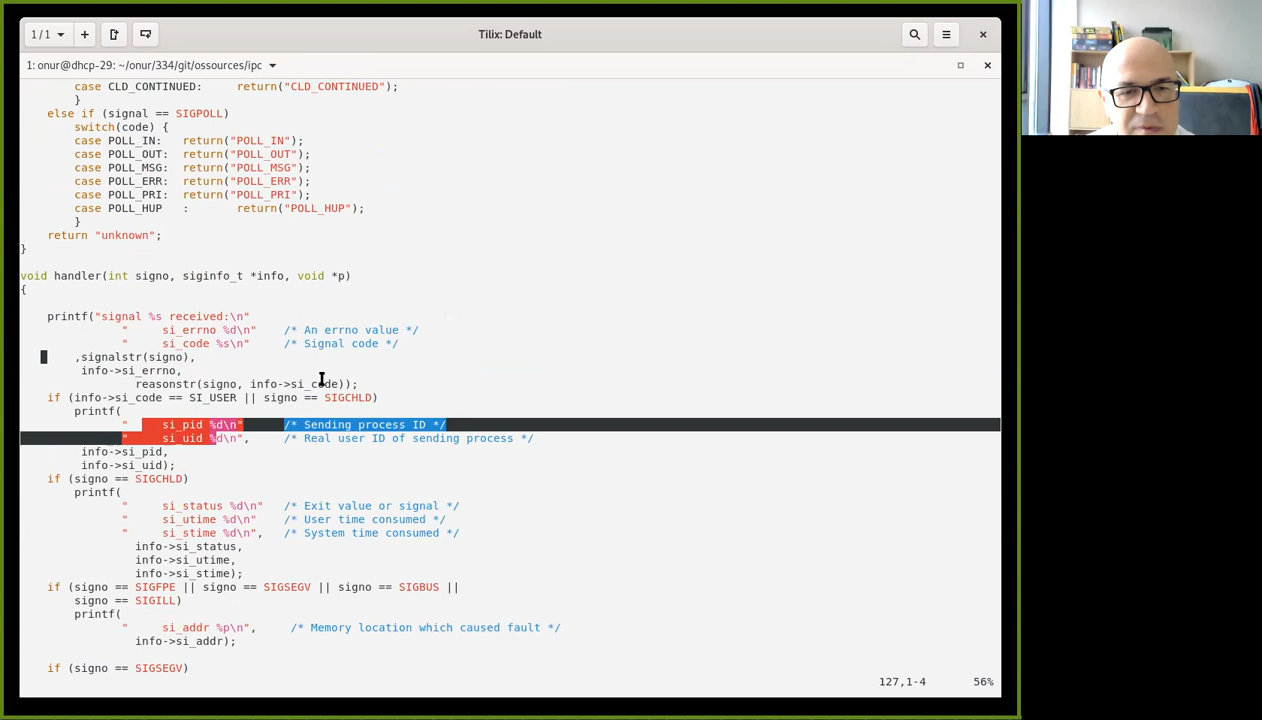 1 / 1
Tilix: Default
1: onur@dhcp-29: ~/onur/334/git/ossources/ipc
        case CLD_CONTINUED:     return("CLD_CONTINUED");
        }
    else if (signal == SIGPOLL)
        switch(code) {
        case POLL_IN:   return("POLL_IN");
        case POLL_OUT:  return("POLL_OUT");
        case POLL_MSG:  return("POLL_MSG");
        case POLL_ERR:  return("POLL_ERR");
        case POLL_PRI:  return("POLL_PRI");
        case POLL_HUP   :       return("POLL_HUP");
        }
    return "unknown";
}
void handler(int signo, siginfo_t *info, void *p)
{
    printf("signal %s received:\n"
               "     si_errno %d\n"    /* An errno value */
               "     si_code %s\n"     /* Signal code */
        ,signalstr(signo),
         info->si_errno,
                 reasonstr(signo, info->si_code));
    if (info->si_code == SI_USER || signo == SIGCHLD)
        printf(
               "     si_pid %d\n"      /* Sending process ID */
               "     si_uid %d\n",     /* Real user ID of sending process */
         info->si_pid,
         info->si_uid);
    if (signo == SIGCHLD)
        printf(
               "     si_status %d\n"   /* Exit value or signal */
               "     si_utime %d\n"    /* User time consumed */
               "     si_stime %d\n",   /* System time consumed */
                 info->si_status,
                 info->si_utime,
                 info->si_stime);
    if (signo == SIGFPE || signo == SIGSEGV || signo == SIGBUS ||
        signo == SIGILL)
        printf(
               "     si_addr %p\n",     /* Memory location which caused fault */
                 info->si_addr);
    if (signo == SIGSEGV)
127,1-4       56%